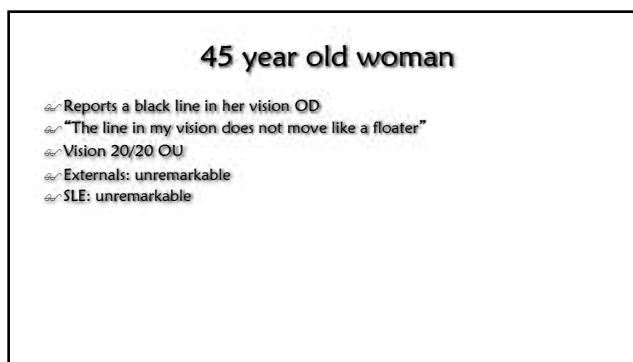 45 year old woman
Reports a black line in her vision OD
“The line in my vision does not move like a floater”
Vision 20/20 OU
Externals: unremarkable
SLE: unremarkable